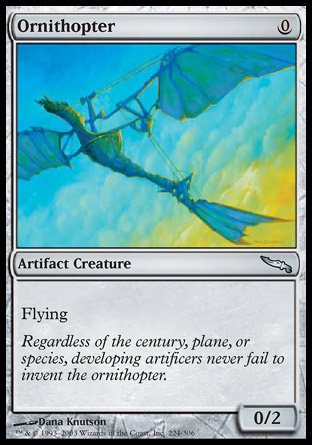 Ornithopter 0
Artifact Creature
Flying
Regardless of the century, plane, or
species, developing artificers never fail to
invent the ornithopter.
Dana Knutson
™ & © 1993–2003 Wizards of the Coast, Inc. 224/306
0/2